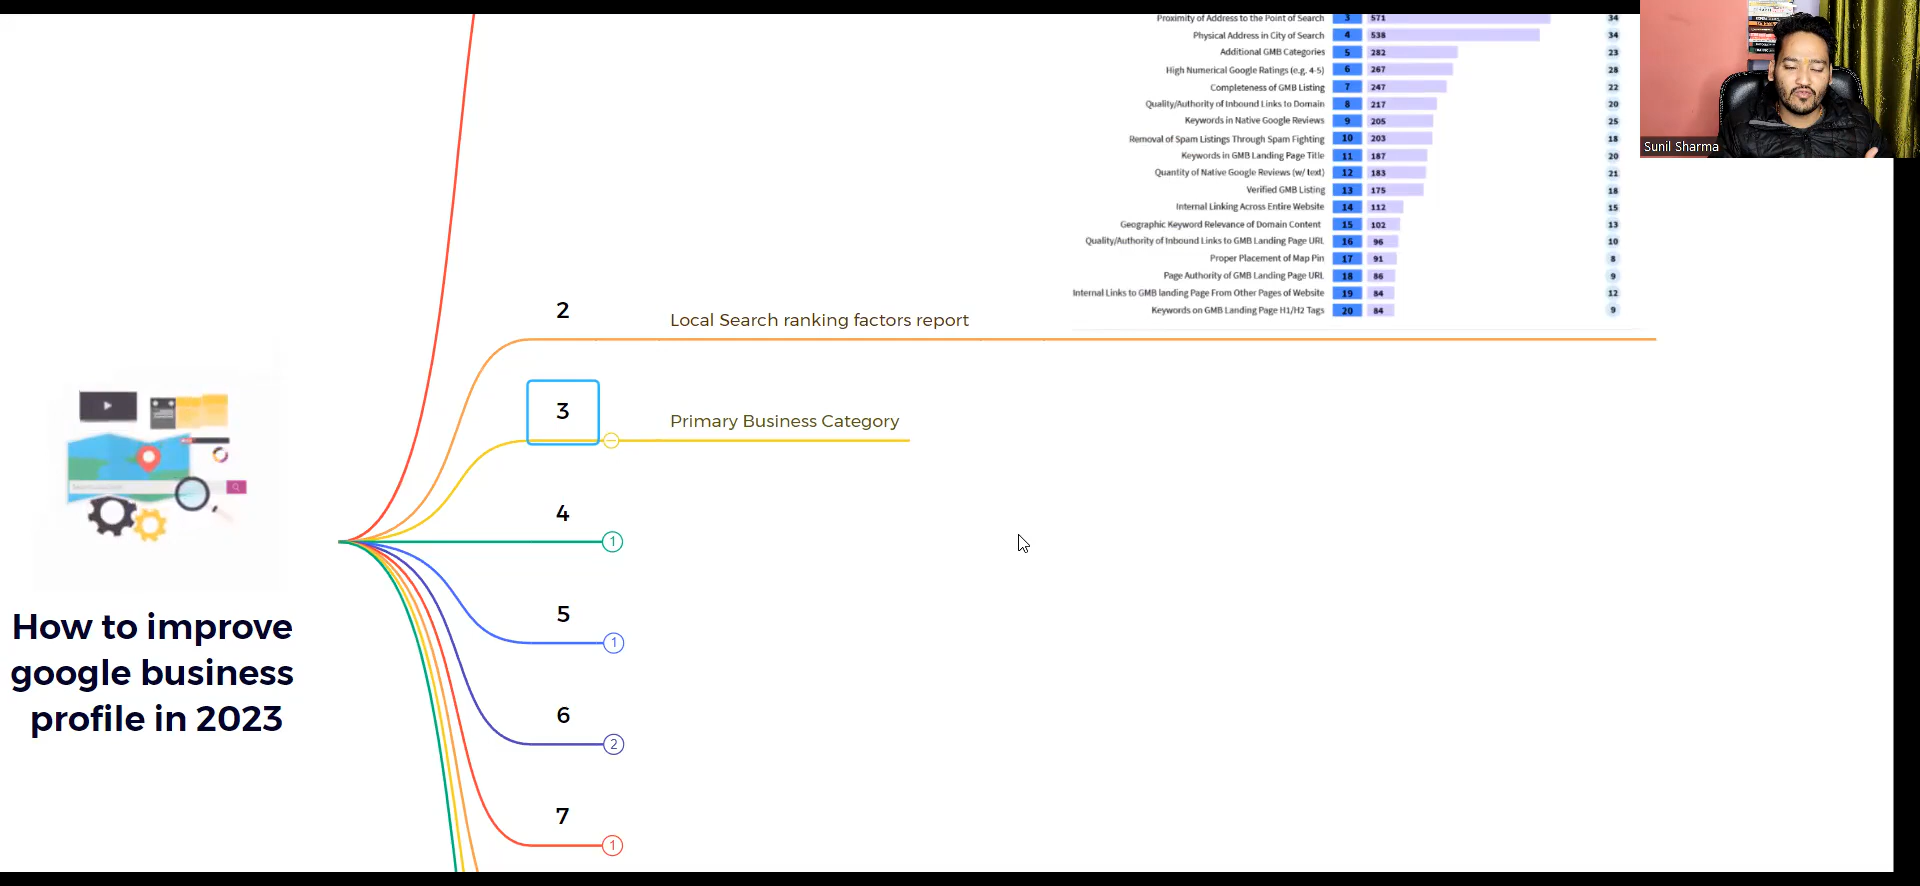 Proximity of Address to the Point of Search 3 571 34
Physical Address in City of Search 4 538 34
Additional GMB Categories 5 282 23
High Numerical Google Ratings (e.g. 4-5) 6 267 28
Completeness of GMB Listing 7 247 22
Quality/Authority of Inbound Links to Domain 8 217 20
Keywords in Native Google Reviews 9 205 25
Removal of Spam Listings Through Spam Fighting 10 203 18
Keywords in GMB Landing Page Title 11 187 20
Quantity of Native Google Reviews (w/ text) 12 183 21
Verified GMB Listing 13 175 18
Internal Linking Across Entire Website 14 112 15
Geographic Keyword Relevance of Domain Content 15 102 13
Quality/Authority of Inbound Links to GMB Landing Page URL 16 96 10
Proper Placement of Map Pin 17 91 8
Page Authority of GMB Landing Page URL 18 86 9
Internal Links to GMB landing Page From Other Pages of Website 19 84 12
Keywords on GMB Landing Page H1/H2 Tags 20 84 9
Sunil Sharma
2
Local Search ranking factors report
3
Primary Business Category
4
1
5
1
6
2
7
1
How to improve
google business
profile in 2023